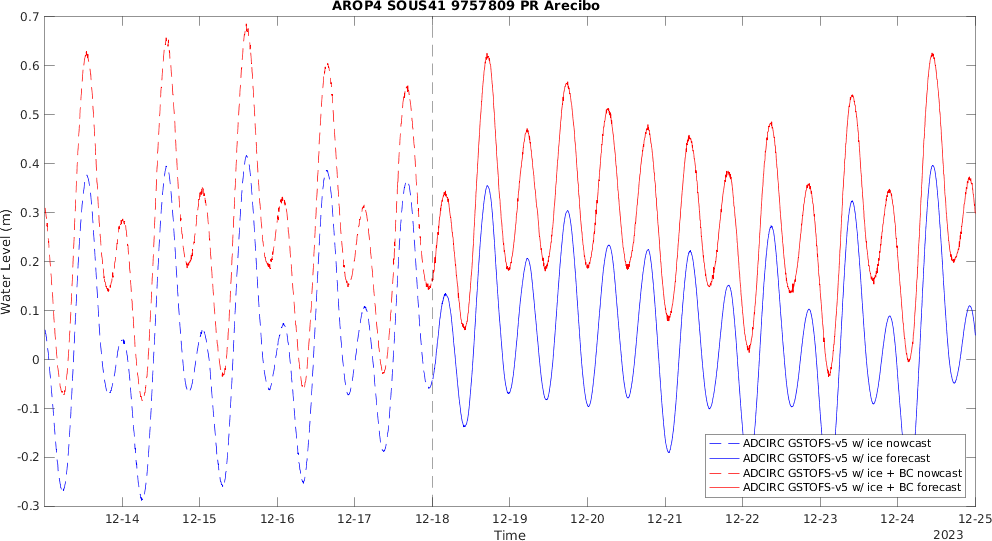 AROP4 SOUS41 9757809 PR Arecibo
0.7
0.6
0.5
0.4
0.3
0.2
0.1
0
-0.1
-0.2
-0.3
Water Level (m)
ADCIRC GSTOFS-v5 w/ ice nowcast
ADCIRC GSTOFS-v5 w/ ice forecast
ADCIRC GSTOFS-v5 w/ ice + BC nowcast
ADCIRC GSTOFS-v5 w/ ice + BC forecast
12-14 12-15 12-16 12-17 12-18 12-19 12-20 12-21 12-22 12-23 12-24 12-25
Time
2023